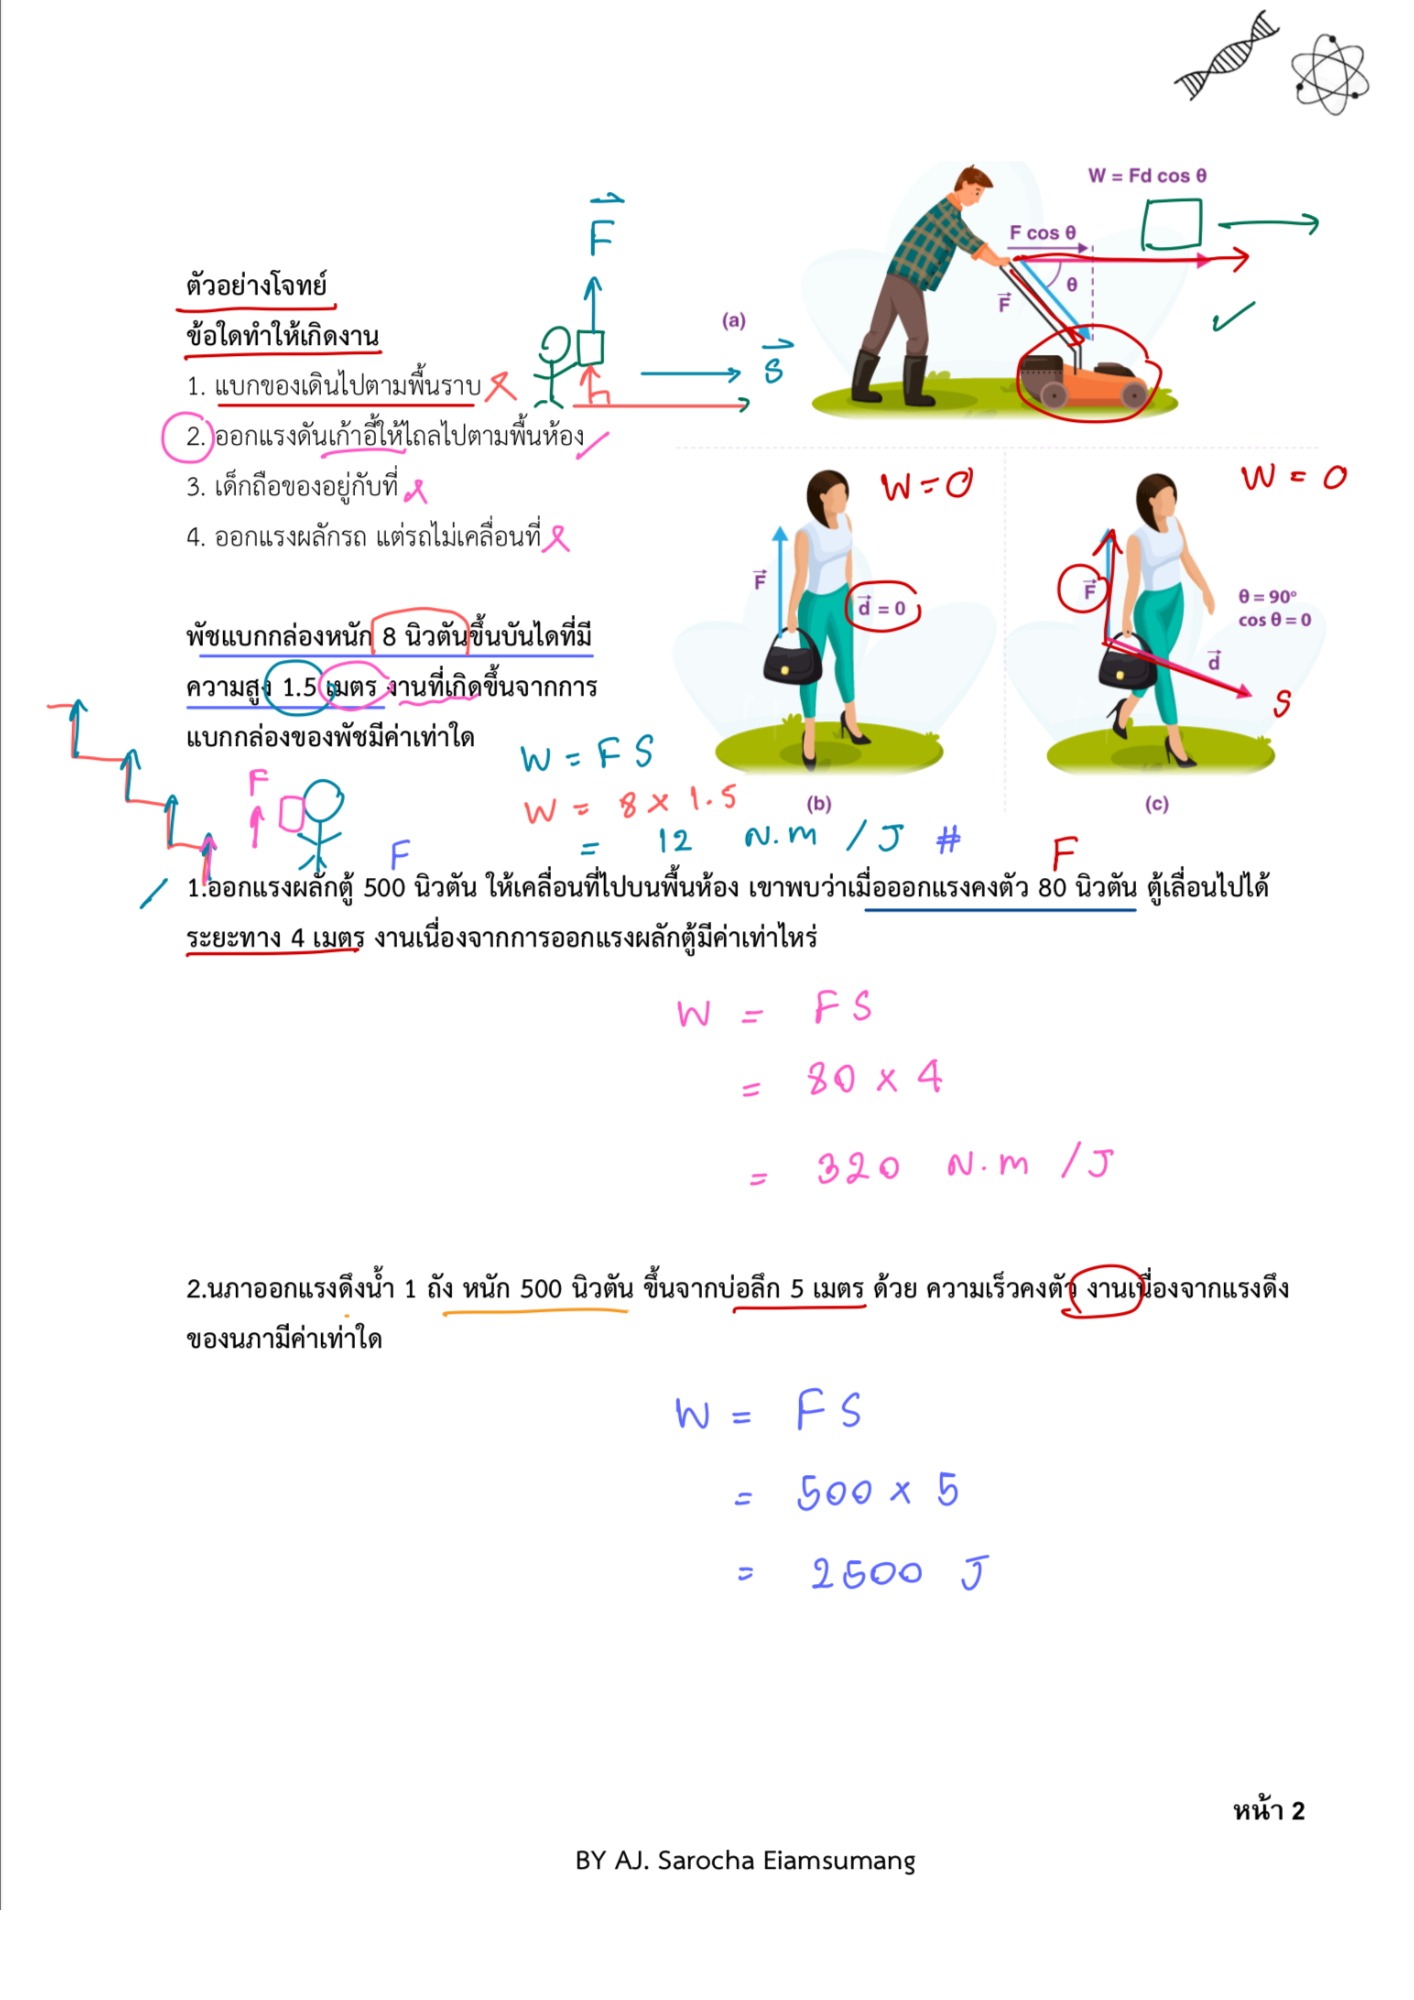 W = Fd cos θ
F cos θ
θ
F
(a)
F
S
ตัวอย่างโจทย์
ข้อใดทำให้เกิดงาน
1. แบกของเดินไปตามพื้นราบ
2. ออกแรงดันเก้าอี้ให้ไถลไปตามพื้นห้อง
3. เด็กถือของอยู่กับที่
4. ออกแรงผลักรถ แต่รถไม่เคลื่อนที่
W = 0
F
d = 0
(b)
W = 0
F
θ = 90°
cos θ = 0
d
S
(c)
พัชแบกกล่องหนัก 8 นิวตันขึ้นบันไดที่มี
ความสูง 1.5 เมตร งานที่เกิดขึ้นจากการ
แบกกล่องของพัชมีค่าเท่าใด
F
W = F S
W = 8 × 1.5
= 12 N.m / J #
F
F
1.ออกแรงผลักตู้ 500 นิวตัน ให้เคลื่อนที่ไปบนพื้นห้อง เขาพบว่าเมื่อออกแรงคงตัว 80 นิวตัน ตู้เลื่อนไปได้
ระยะทาง 4 เมตร งานเนื่องจากการออกแรงผลักตู้มีค่าเท่าไหร่
W = F S
= 80 × 4
= 320 N.m / J
2.นภาออกแรงดึงน้ำ 1 ถัง หนัก 500 นิวตัน ขึ้นจากบ่อลึก 5 เมตร ด้วย ความเร็วคงตัว งานเนื่องจากแรงดึง
ของนภามีค่าเท่าใด
W = F S
= 500 × 5
= 2500 J
หน้า 2
BY AJ. Sarocha Eiamsumang